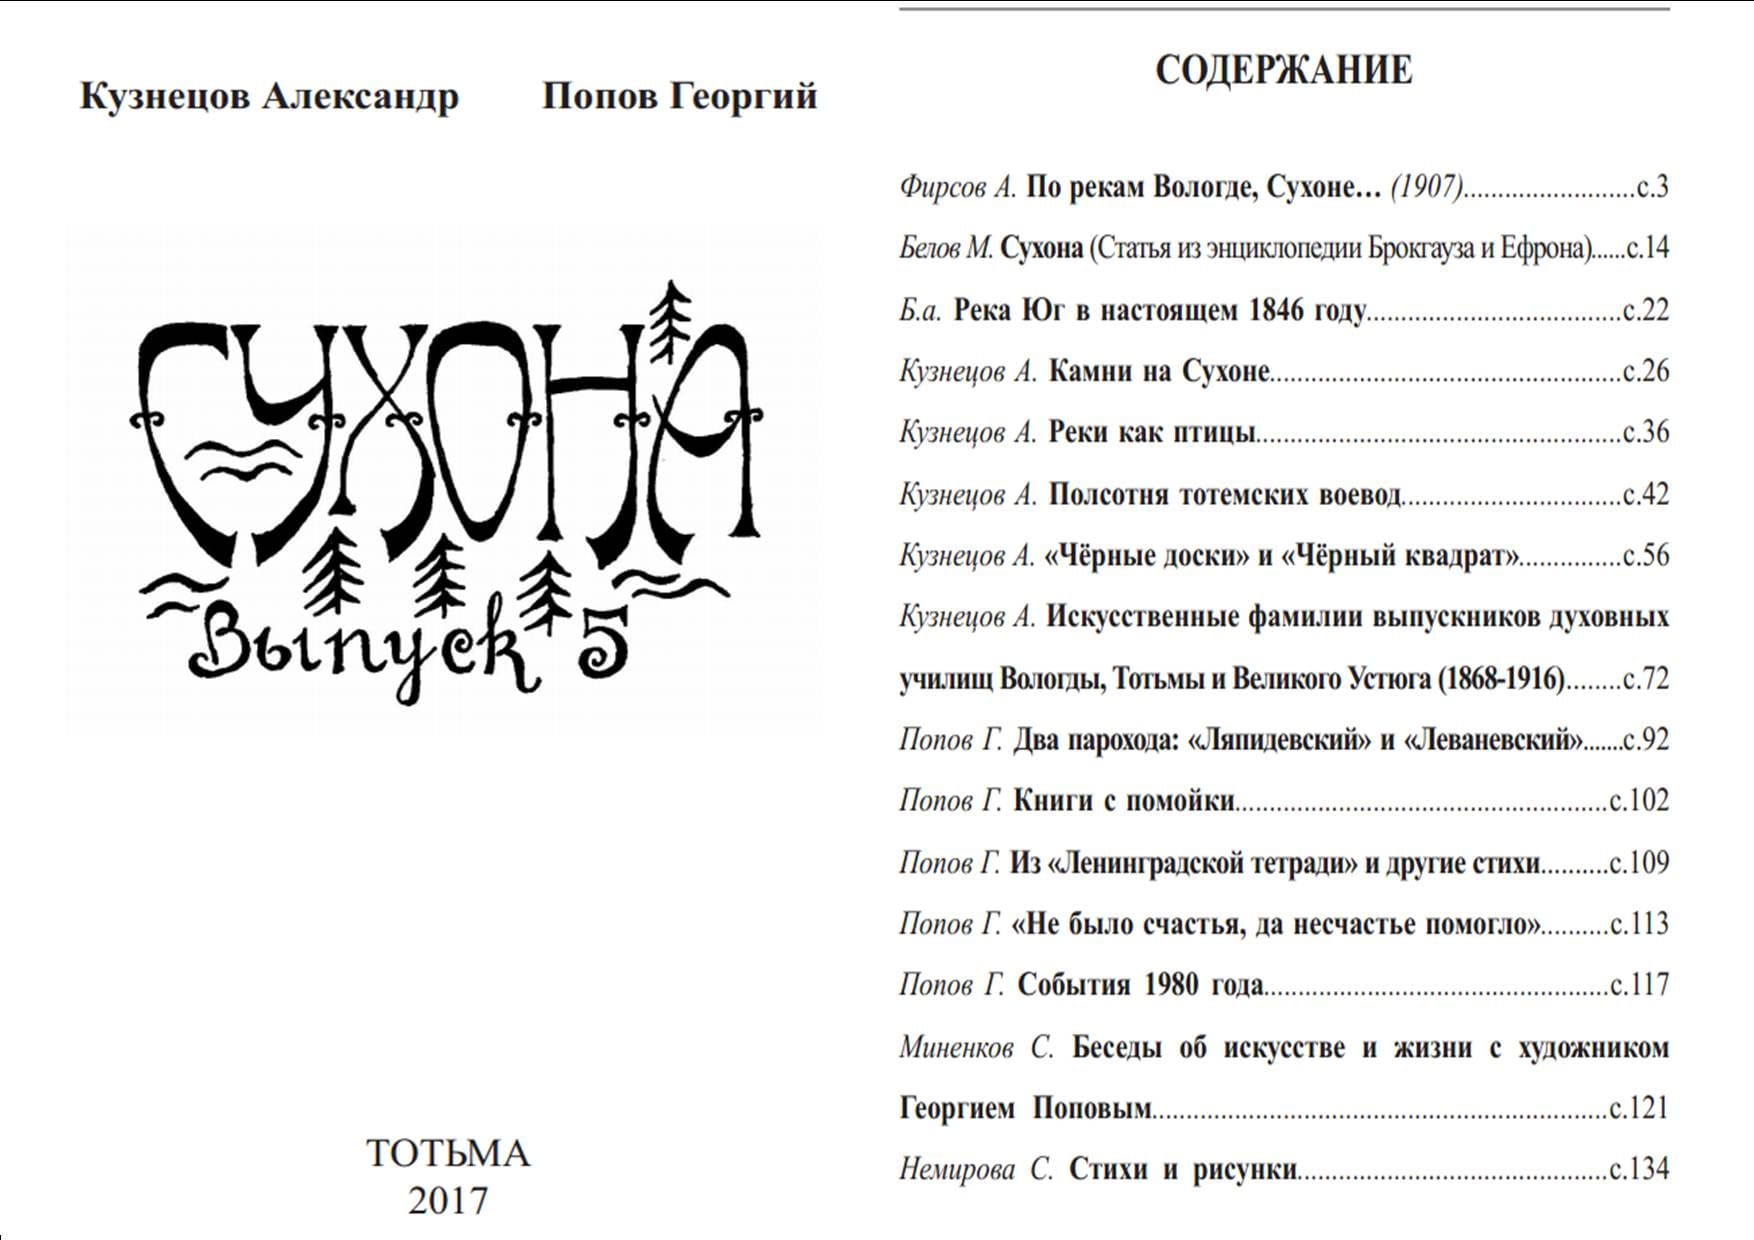 Кузнецов Александр Попов Георгий
СУХОНА
Выпуск 5
ТОТЬМА
2017
СОДЕРЖАНИЕ
Фирсов А. По рекам Вологде, Сухоне… (1907)........................с.3
Белов М. Сухона (Статья из энциклопедии Брокгауза и Ефрона)......с.14
Б.а. Река Юг в настоящем 1846 году....................................с.22
Кузнецов А. Камни на Сухоне..................................................с.26
Кузнецов А. Реки как птицы....................................................с.36
Кузнецов А. Полсотня тотемских воевод...............................с.42
Кузнецов А. «Чёрные доски» и «Чёрный квадрат»...............с.56
Кузнецов А. Искусственные фамилии выпускников духовных
училищ Вологды, Тотьмы и Великого Устюга (1868-1916)........с.72
Попов Г. Два парохода: «Ляпидевский» и «Леваневский».......с.92
Попов Г. Книги с помойки.....................................................с.102
Попов Г. Из «Ленинградской тетради» и другие стихи..........с.109
Попов Г. «Не было счастья, да несчастье помогло»..........с.113
Попов Г. События 1980 года.................................................с.117
Миненков С. Беседы об искусстве и жизни с художником
Георгием Поповым.................................................................с.121
Немирова С. Стихи и рисунки............................................с.134